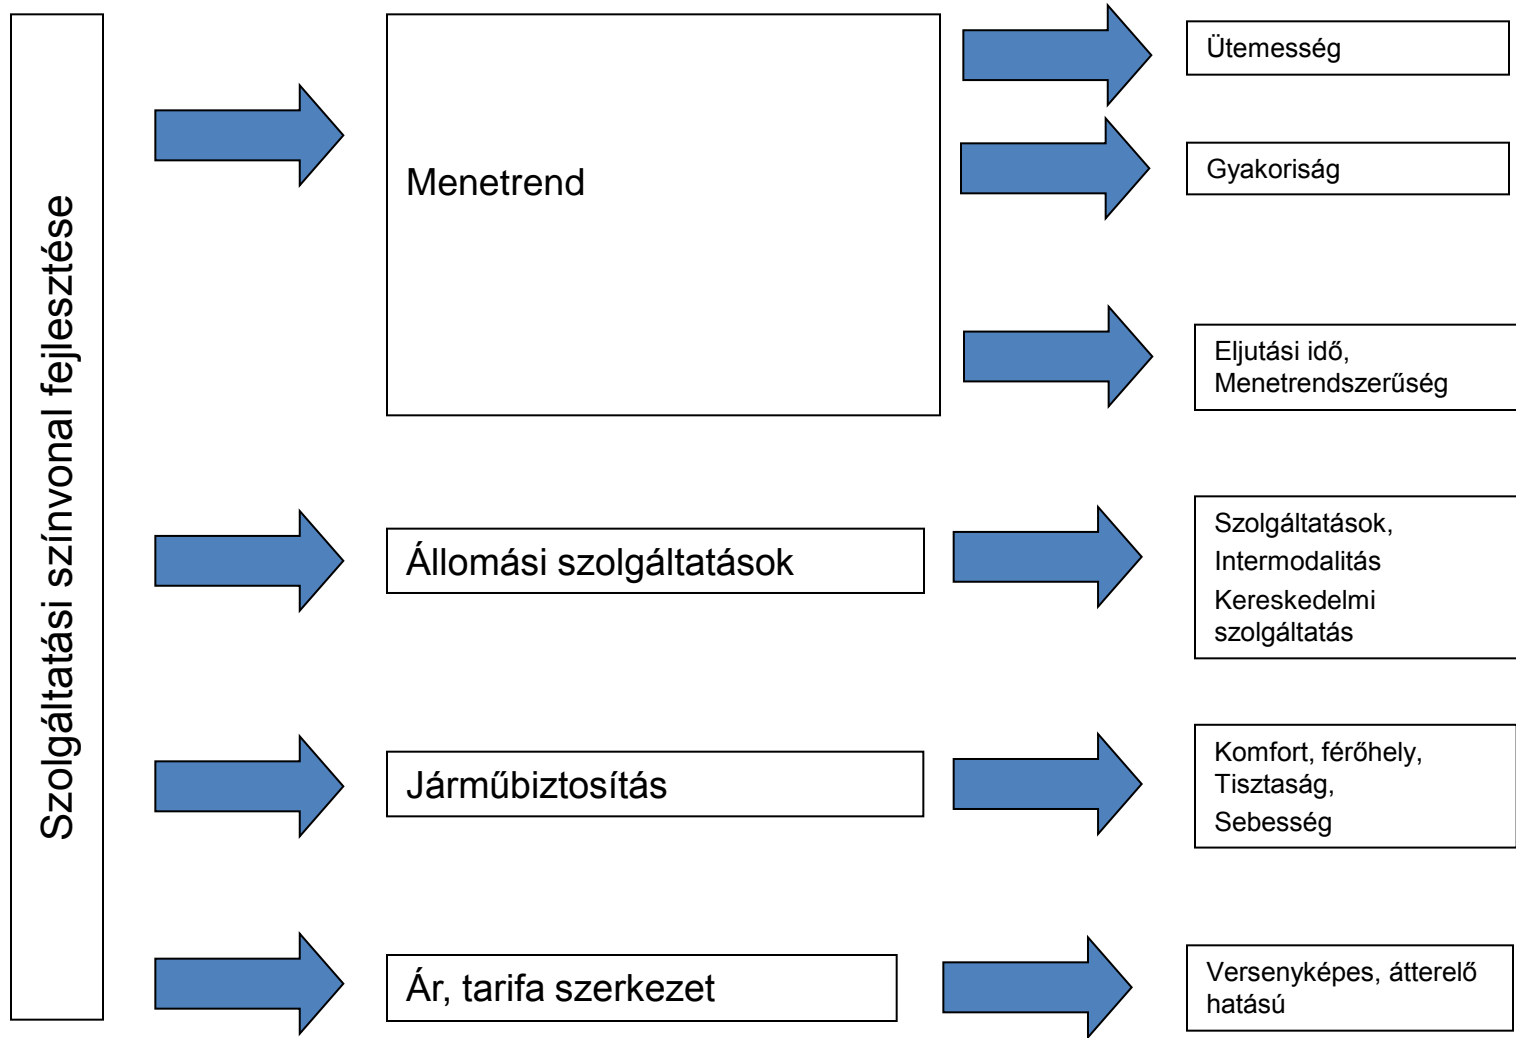 Szolgáltatási színvonal fejlesztése
Menetrend
Ütemesség
Gyakoriság
Eljutási idő,
Menetrendszerűség
Állomási szolgáltatások
Szolgáltatások,
Intermodalitás
Kereskedelmi
szolgáltatás
Járműbiztosítás
Komfort, férőhely,
Tisztaság,
Sebesség
Ár, tarifa szerkezet
Versenyképes, átterelő
hatású